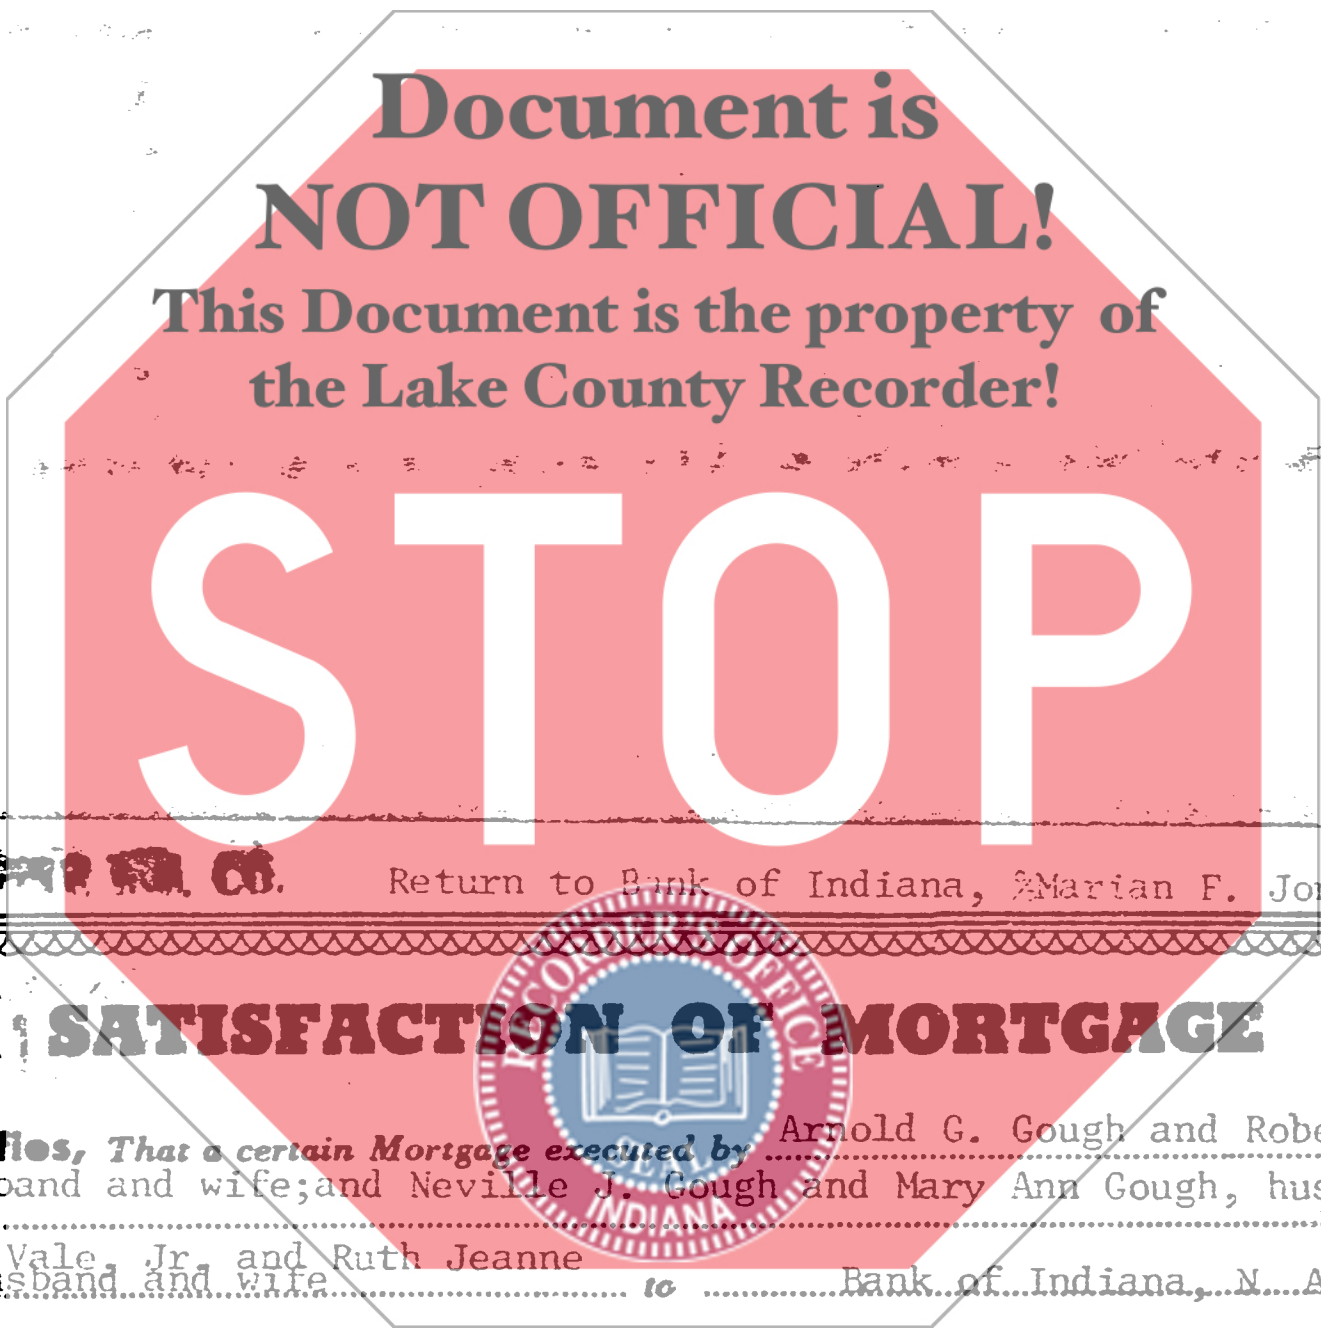 Document is
NOT OFFICIAL!
This Document is the property of
the Lake County Recorder!
STOP
CO.
Return to Bank of Indiana, %Marian F.
RECORDER'S OFFICE
SATISFACTION OF MORTGAGE
That a certain Mortgage executed by Arnold G. Gough and
SEAL
and wife;and Neville J. Gough and Mary Ann Gough,
INDIANA
Vale, Jr. and Ruth Jeanne
and wife to Bank of Indiana, N.